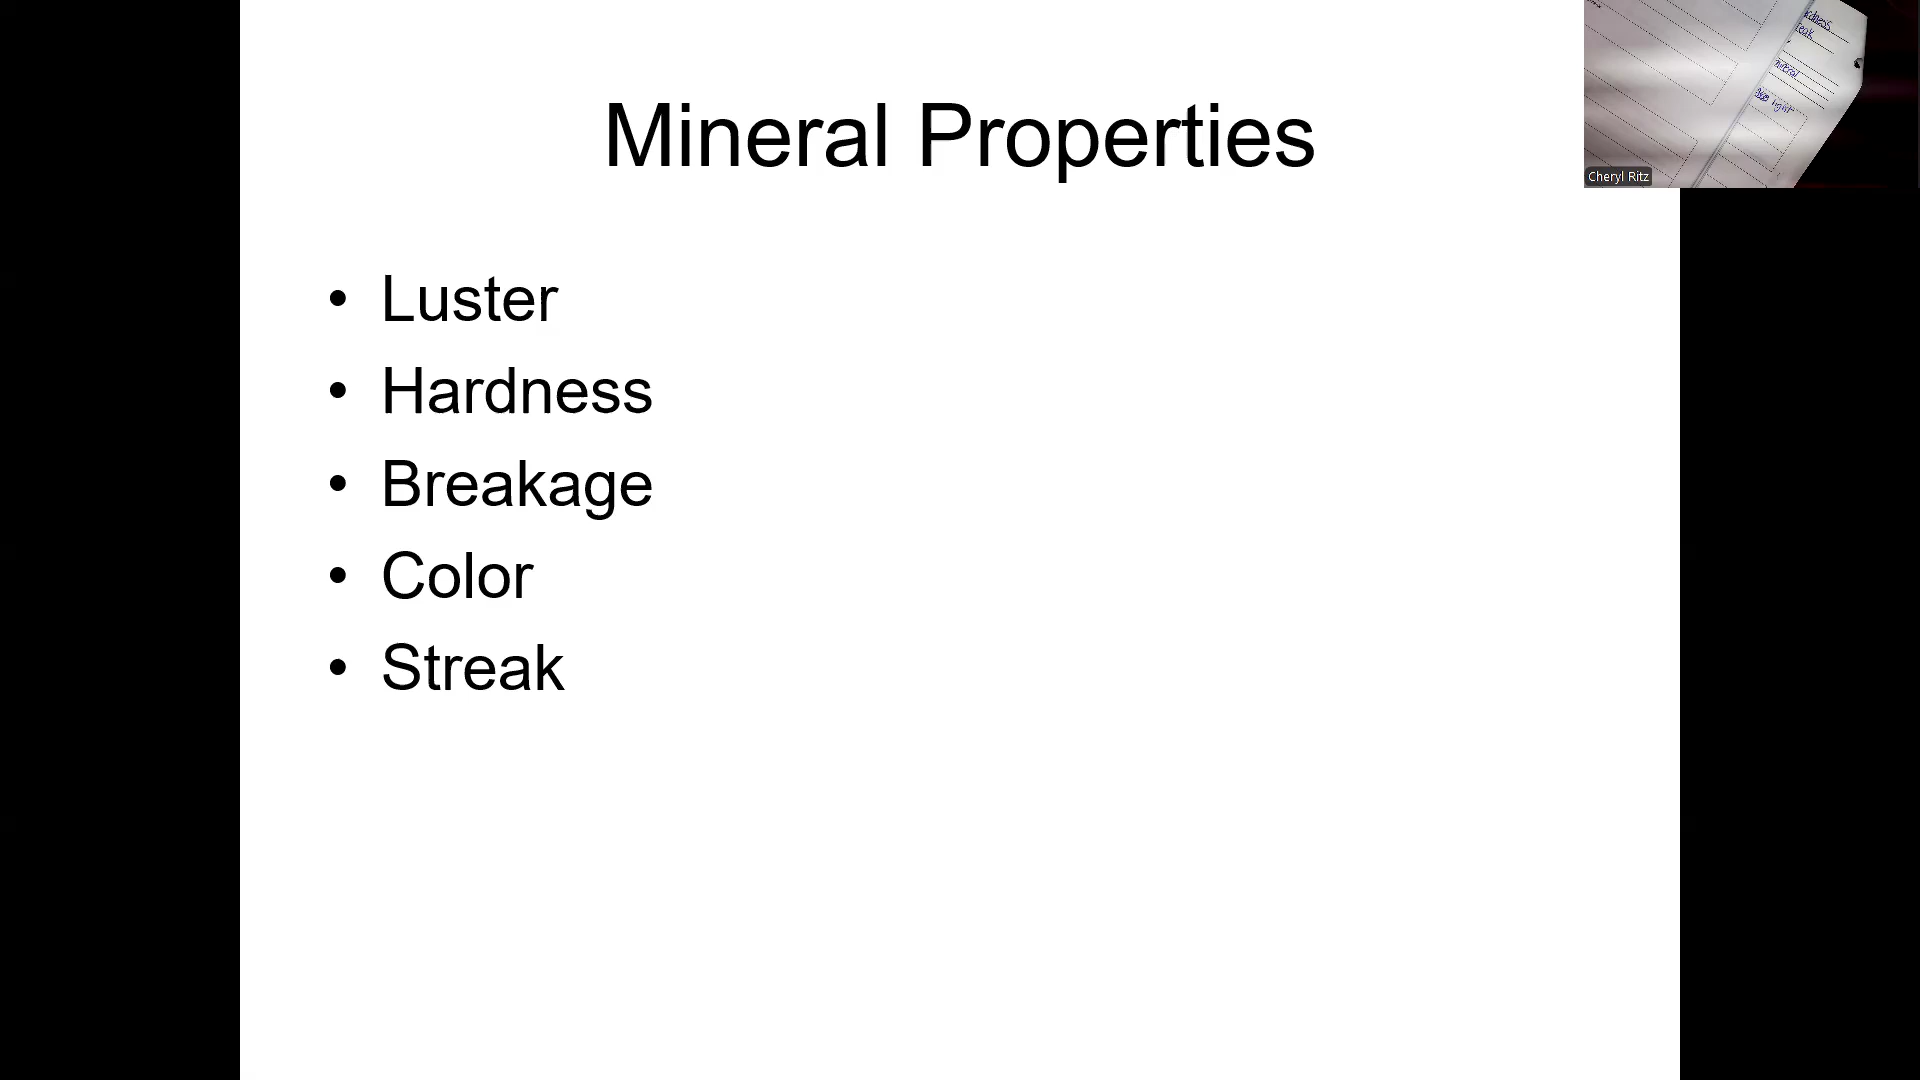 Mineral Properties
• Luster
• Hardness
• Breakage
• Color
• Streak
Cheryl Ritz